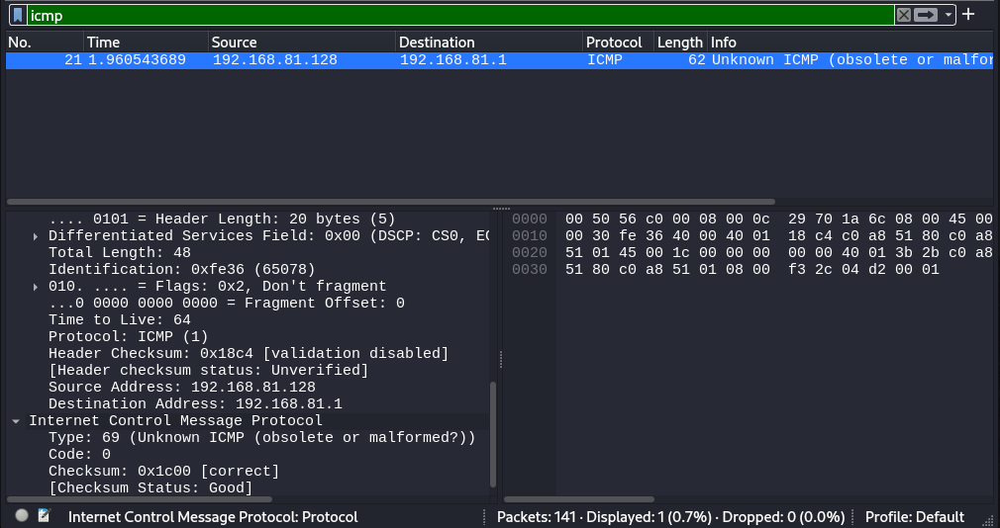 icmp
No. Time Source Destination Protocol Length Info
21 1.960543689 192.168.81.128 192.168.81.1 ICMP 62 Unknown ICMP (obsolete or malfor
.... 0101 = Header Length: 20 bytes (5)
Differentiated Services Field: 0x00 (DSCP: CS0, EC
Total Length: 48
Identification: 0xfe36 (65078)
010. .... = Flags: 0x2, Don't fragment
...0 0000 0000 0000 = Fragment Offset: 0
Time to Live: 64
Protocol: ICMP (1)
Header Checksum: 0x18c4 [validation disabled]
[Header checksum status: Unverified]
Source Address: 192.168.81.128
Destination Address: 192.168.81.1
Internet Control Message Protocol
Type: 69 (Unknown ICMP (obsolete or malformed?))
Code: 0
Checksum: 0x1c00 [correct]
[Checksum Status: Good]
0000 00 50 56 c0 00 08 00 0c 29 70 1a 6c 08 00 45 00
0010 00 30 fe 36 40 00 40 01 18 c4 c0 a8 51 80 c0 a8
0020 51 01 45 00 1c 00 00 00 00 00 40 01 3b 2b c0 a8
0030 51 80 c0 a8 51 01 08 00 f3 2c 04 d2 00 01
Internet Control Message Protocol: Protocol
Packets: 141 · Displayed: 1 (0.7%) · Dropped: 0 (0.0%)
Profile: Default